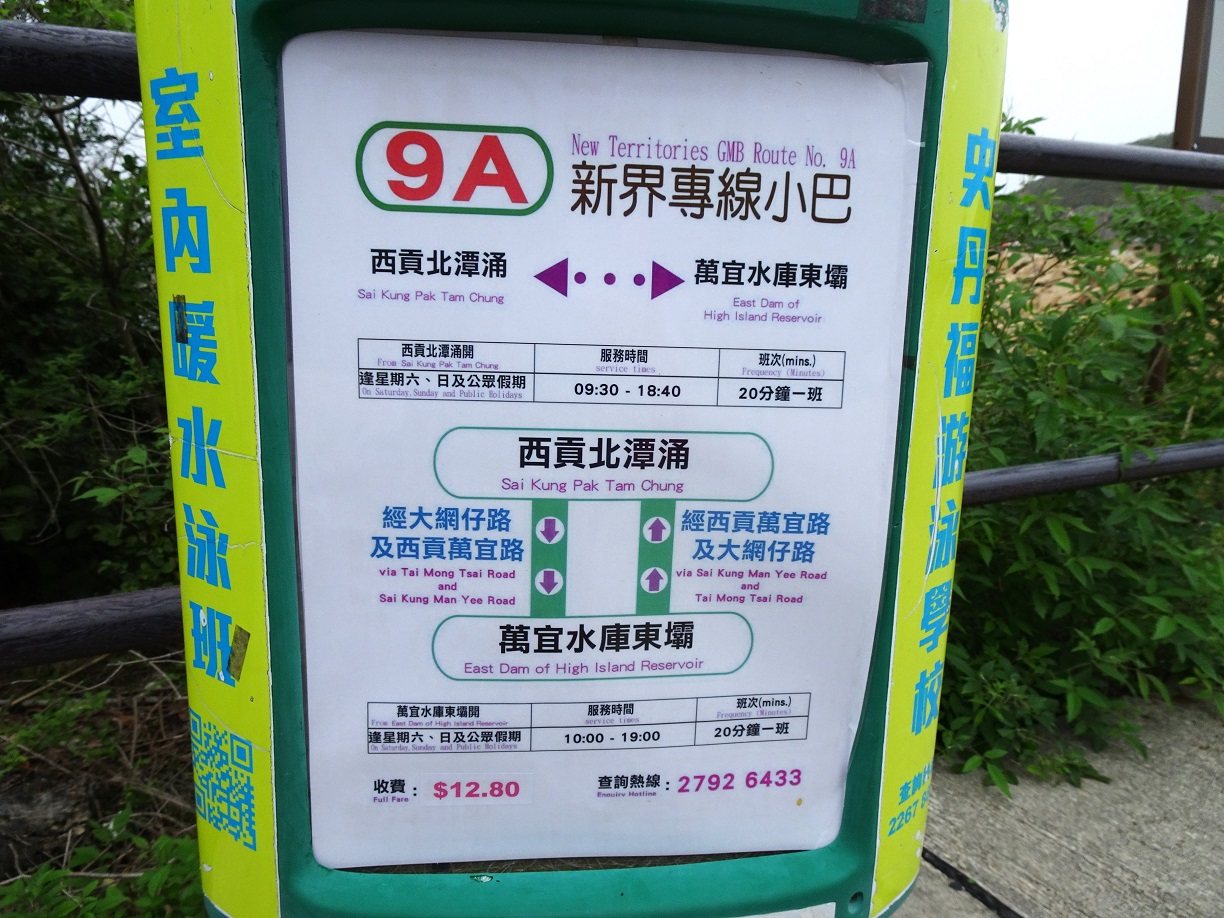 室內暖水泳班
9A
New Territories GMB Route No. 9A
新界專線小巴
西貢北潭涌
Sai Kung Pak Tam Chung
萬宜水庫東壩
East Dam of
High Island Reservoir
西貢北潭涌開
From Sai Kung Pak Tam Chung
服務時間
service times
班次(mins.)
Frequency (Minutes)
逢星期六、日及公眾假期
On Saturday, Sunday and Public Holidays
09:30 - 18:40
20分鐘一班
西貢北潭涌
Sai Kung Pak Tam Chung
經大網仔路
及西貢萬宜路
via Tai Mong Tsai Road
and
Sai Kung Man Yee Road
經西貢萬宜路
及大網仔路
via Sai Kung Man Yee Road
and
Tai Mong Tsai Road
萬宜水庫東壩
East Dam of High Island Reservoir
萬宜水庫東壩開
From East Dam of High Island Reservoir
服務時間
service times
班次(mins.)
Frequency (Minutes)
逢星期六、日及公眾假期
On Saturday, Sunday and Public Holidays
10:00 - 19:00
20分鐘一班
收費 : $12.80
Full Fare
查詢熱線 : 2792 6433
Enquiry Hotline
史丹福游泳學校
查詢
2267